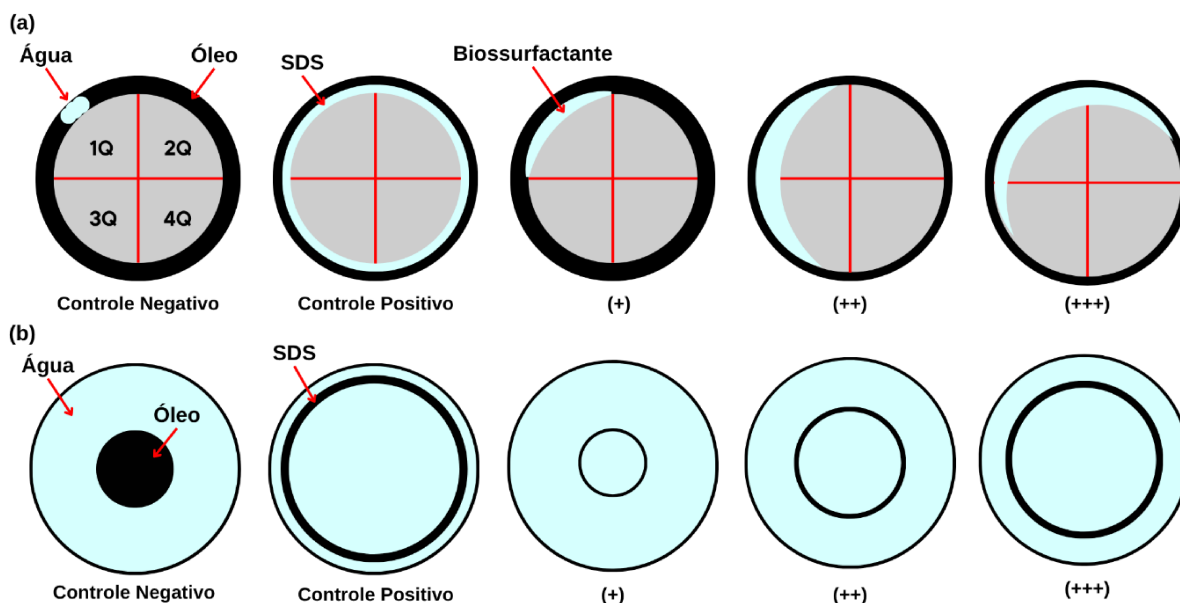 (a)
Água
Óleo
SDS
Biossurfactante
1Q
2Q
3Q
4Q
Controle Negativo
Controle Positivo
(+)
(++)
(+++)
(b)
Água
Óleo
SDS
Controle Negativo
Controle Positivo
(+)
(++)
(+++)